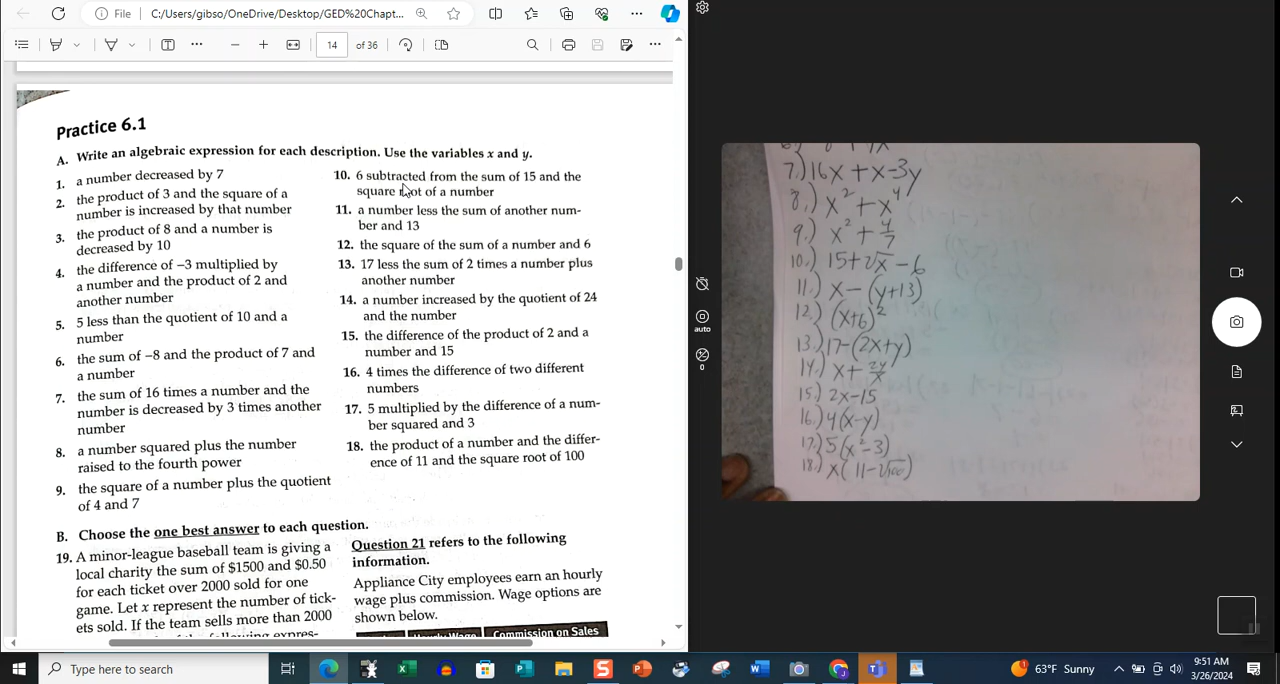 File
C:/Users/gibso/OneDrive/Desktop/GED%20Chapt...
14 of 36
Practice 6.1
A. Write an algebraic expression for each description. Use the variables x and y.
1. a number decreased by 7
2. the product of 3 and the square of a
number is increased by that number
3. the product of 8 and a number is
decreased by 10
4. the difference of −3 multiplied by
a number and the product of 2 and
another number
5. 5 less than the quotient of 10 and a
number
6. the sum of −8 and the product of 7 and
a number
7. the sum of 16 times a number and the
number is decreased by 3 times another
number
8. a number squared plus the number
raised to the fourth power
9. the square of a number plus the quotient
of 4 and 7
10. 6 subtracted from the sum of 15 and the
square root of a number
11. a number less the sum of another num-
ber and 13
12. the square of the sum of a number and 6
13. 17 less the sum of 2 times a number plus
another number
14. a number increased by the quotient of 24
and the number
15. the difference of the product of 2 and a
number and 15
16. 4 times the difference of two different
numbers
17. 5 multiplied by the difference of a num-
ber squared and 3
18. the product of a number and the differ-
ence of 11 and the square root of 100
B. Choose the one best answer to each question.
19. A minor-league baseball team is giving a
local charity the sum of $1500 and $0.50
for each ticket over 2000 sold for one
game. Let x represent the number of tick-
ets sold. If the team sells more than 2000
Question 21 refers to the following
information.
Appliance City employees earn an hourly
wage plus commission. Wage options are
shown below.
Commission on Sales
7.) 16x + x − 3y
8.) x² + x⁴
9.) x² + 4/7
10.) 15 + √x − 6
11.) x − (y+13)
12.) (x+6)²
13.) 17 − (2x+y)
14.) x + 24/x
15.) 2x − 15
16.) 4(x−y)
17.) 5(x²−3)
18.) x(11−√100)
auto
0
Type here to search
63°F Sunny
9:51 AM
3/26/2024